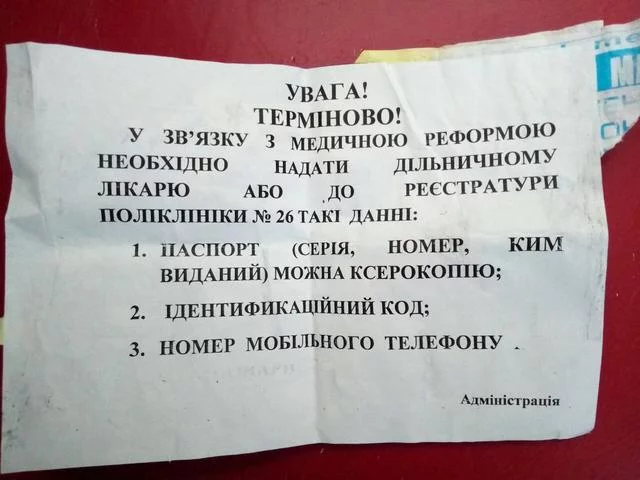 УВАГА!
ТЕРМІНОВО!
У ЗВ'ЯЗКУ З МЕДИЧНОЮ РЕФОРМОЮ
НЕОБХІДНО НАДАТИ ДІЛЬНИЧНОМУ
ЛІКАРЮ АБО ДО РЕЄСТРАТУРИ
ПОЛІКЛІНІКИ № 26 ТАКІ ДАННІ:
1. ПАСПОРТ (СЕРІЯ, НОМЕР, КИМ
ВИДАНИЙ) МОЖНА КСЕРОКОПІЮ;
2. ІДЕНТИФИКАЦІЙНИЙ КОД;
3. НОМЕР МОБІЛЬНОГО ТЕЛЕФОНУ .
Адміністрація